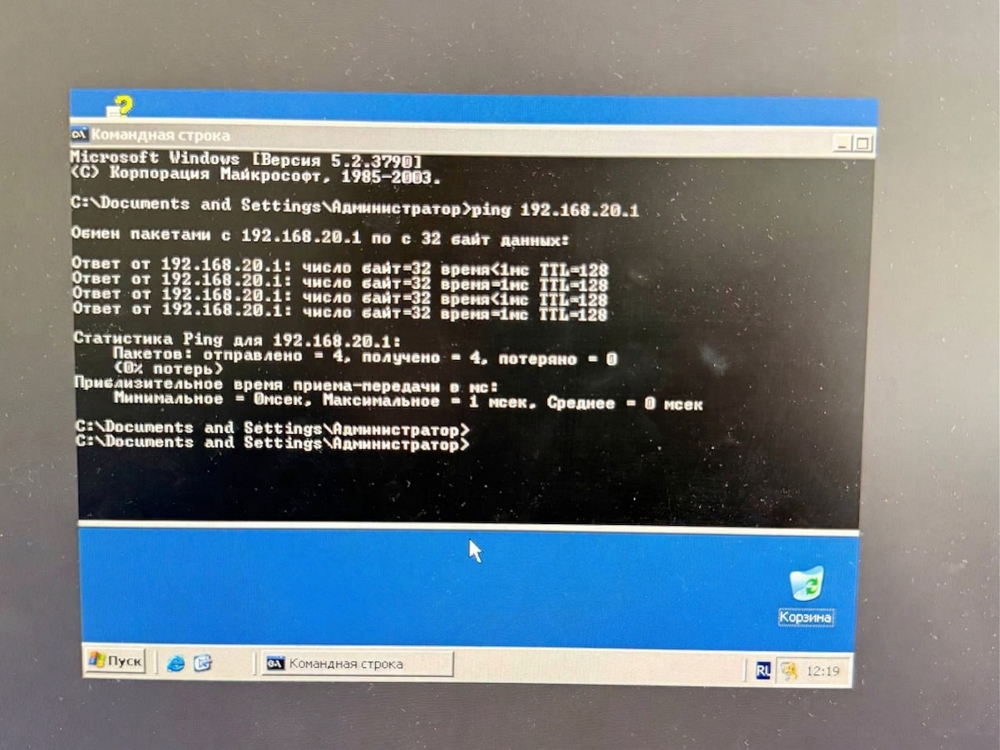 Командная строка
Microsoft Windows [Версия 5.2.3790]
(С) Корпорация Майкрософт, 1985-2003.
C:\Documents and Settings\Администратор>ping 192.168.20.1
Обмен пакетами с 192.168.20.1 по с 32 байт данных:
Ответ от 192.168.20.1: число байт=32 время<1мс TTL=128
Ответ от 192.168.20.1: число байт=32 время=1мс TTL=128
Ответ от 192.168.20.1: число байт=32 время<1мс TTL=128
Ответ от 192.168.20.1: число байт=32 время=1мс TTL=128
Статистика Ping для 192.168.20.1:
Пакетов: отправлено = 4, получено = 4, потеряно = 0
(0% потерь)
Приблизительное время приема-передачи в мс:
Минимальное = 0мсек, Максимальное = 1 мсек, Среднее = 0 мсек
C:\Documents and Settings\Администратор>
C:\Documents and Settings\Администратор>
Корзина
Пуск
Командная строка
RU
12:19